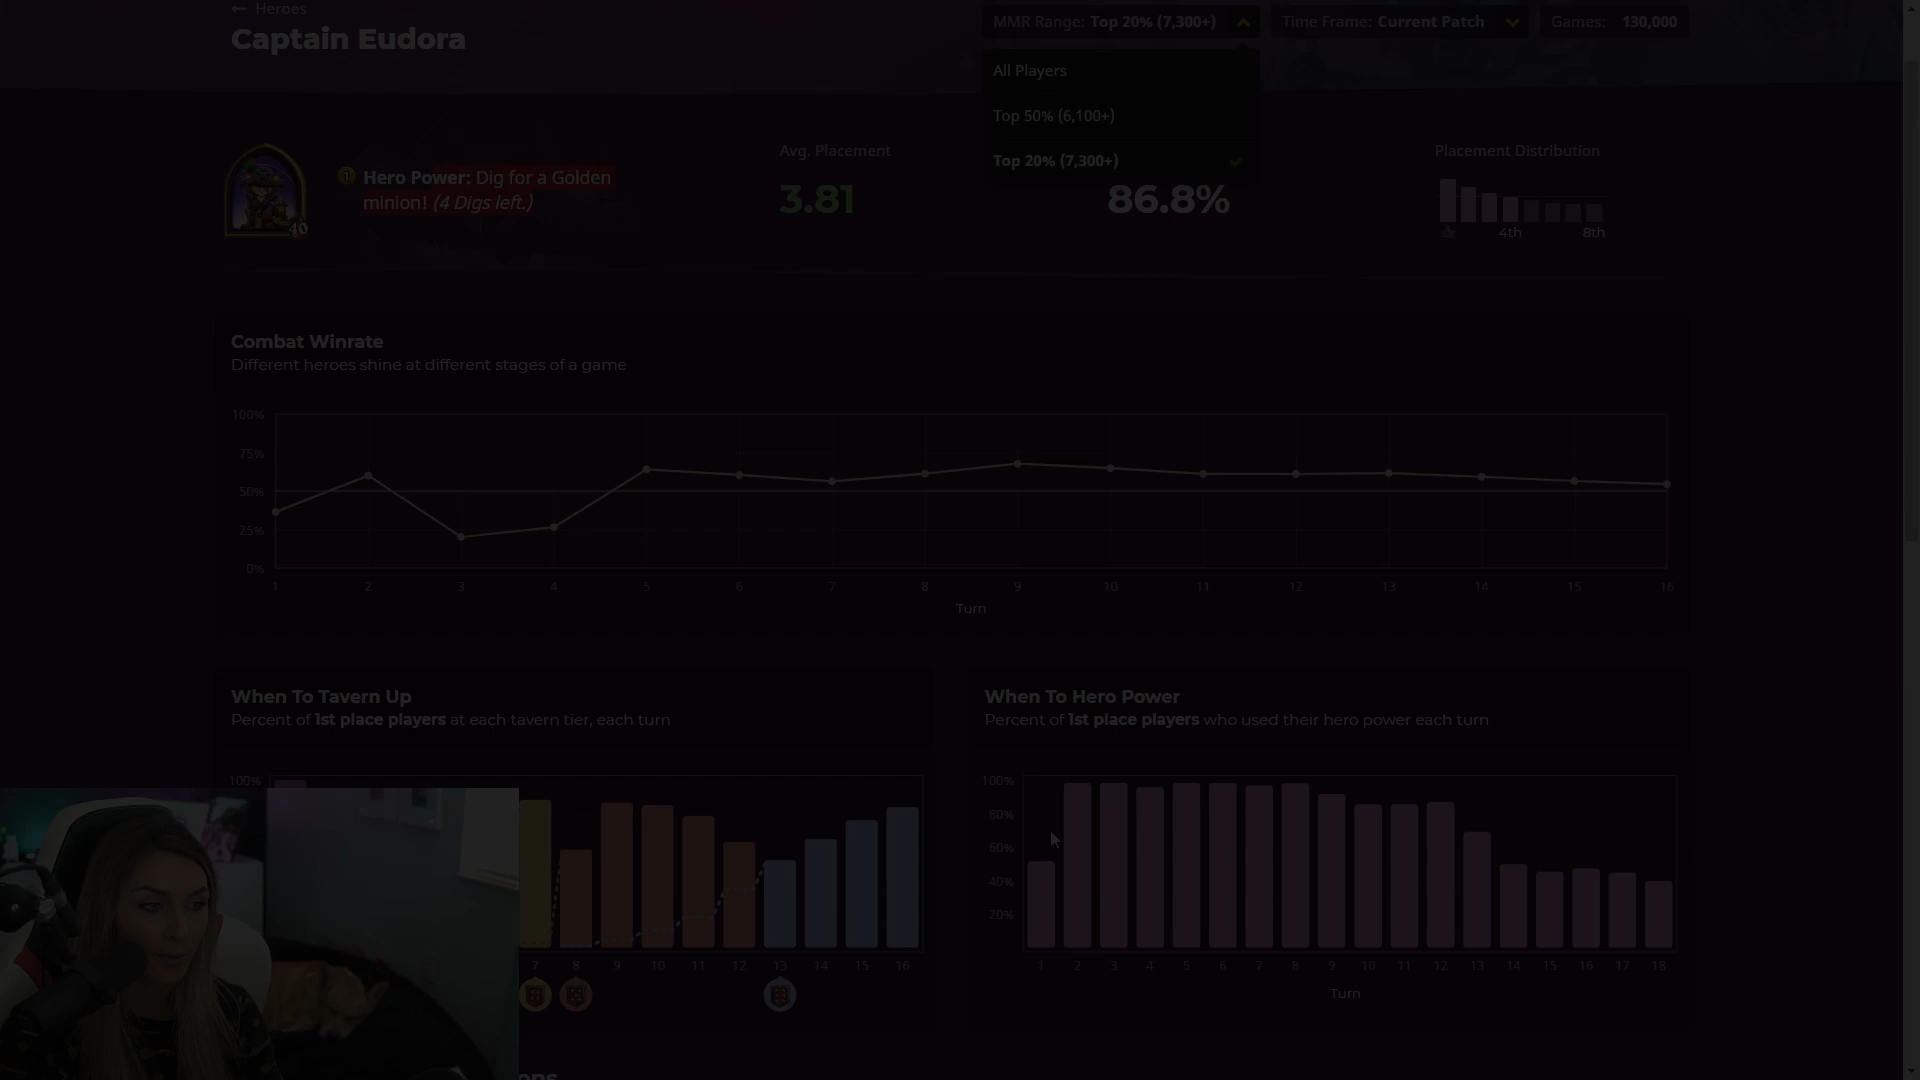 ← Heroes
Captain Eudora
MMR Range: Top 20% (7,300+)
Time Frame: Current Patch
Games: 130,000
All Players
Top 50% (6,100+)
Top 20% (7,300+)
1
Hero Power: Dig for a Golden
minion! (4 Digs left.)
40
Avg. Placement
3.81
86.8%
Placement Distribution
4th 8th
Combat Winrate
Different heroes shine at different stages of a game
100%
75%
50%
25%
0%
1 2 3 4 5 6 7 8 9 10 11 12 13 14 15 16
Turn
When To Tavern Up
Percent of 1st place players at each tavern tier, each turn
100%
7 8 9 10 11 12 13 14 15 16
When To Hero Power
Percent of 1st place players who used their hero power each turn
100%
80%
60%
40%
20%
1 2 3 4 5 6 7 8 9 10 11 12 13 14 15 16 17 18
Turn